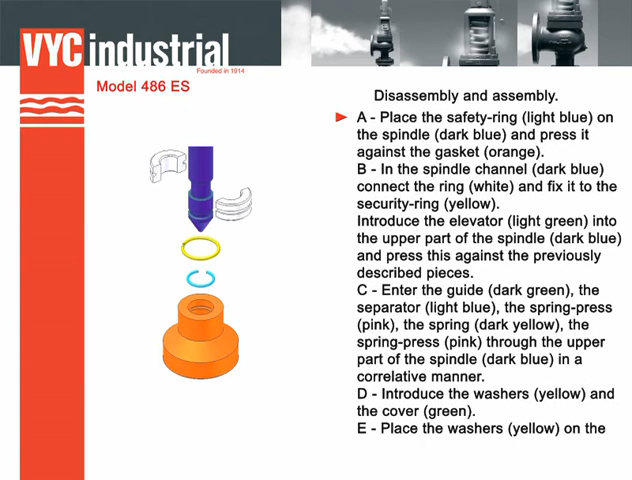 VYC industrial
Founded in 1914
Model 486 ES
Disassembly and assembly.
A - Place the safety-ring (light blue) on
the spindle (dark blue) and press it
against the gasket (orange).
B - In the spindle channel (dark blue)
connect the ring (white) and fix it to the
security-ring (yellow).
Introduce the elevator (light green) into
the upper part of the spindle (dark blue)
and press this against the previously
described pieces.
C - Enter the guide (dark green), the
separator (light blue), the spring-press
(pink), the spring (dark yellow), the
spring-press (pink) through the upper
part of the spindle (dark blue) in a
correlative manner.
D - Introduce the washers (yellow) and
the cover (green).
E - Place the washers (yellow) on the